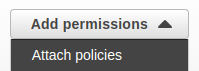 Add permissions
Attach policies